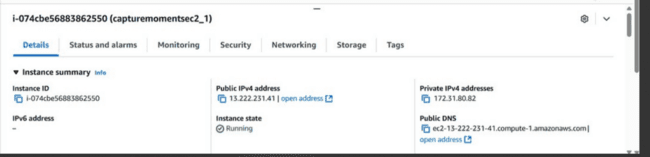 i-074cbe56883862550 (capturemomentsec2_1)
Details Status and alarms Monitoring Security Networking Storage Tags
Instance summary Info
Instance ID
i-074cbe56883862550
Public IPv4 address
13.222.231.41 | open address
Private IPv4 addresses
172.31.80.82
IPv6 address
–
Instance state
Running
Public DNS
ec2-13-222-231-41.compute-1.amazonaws.com |
open address